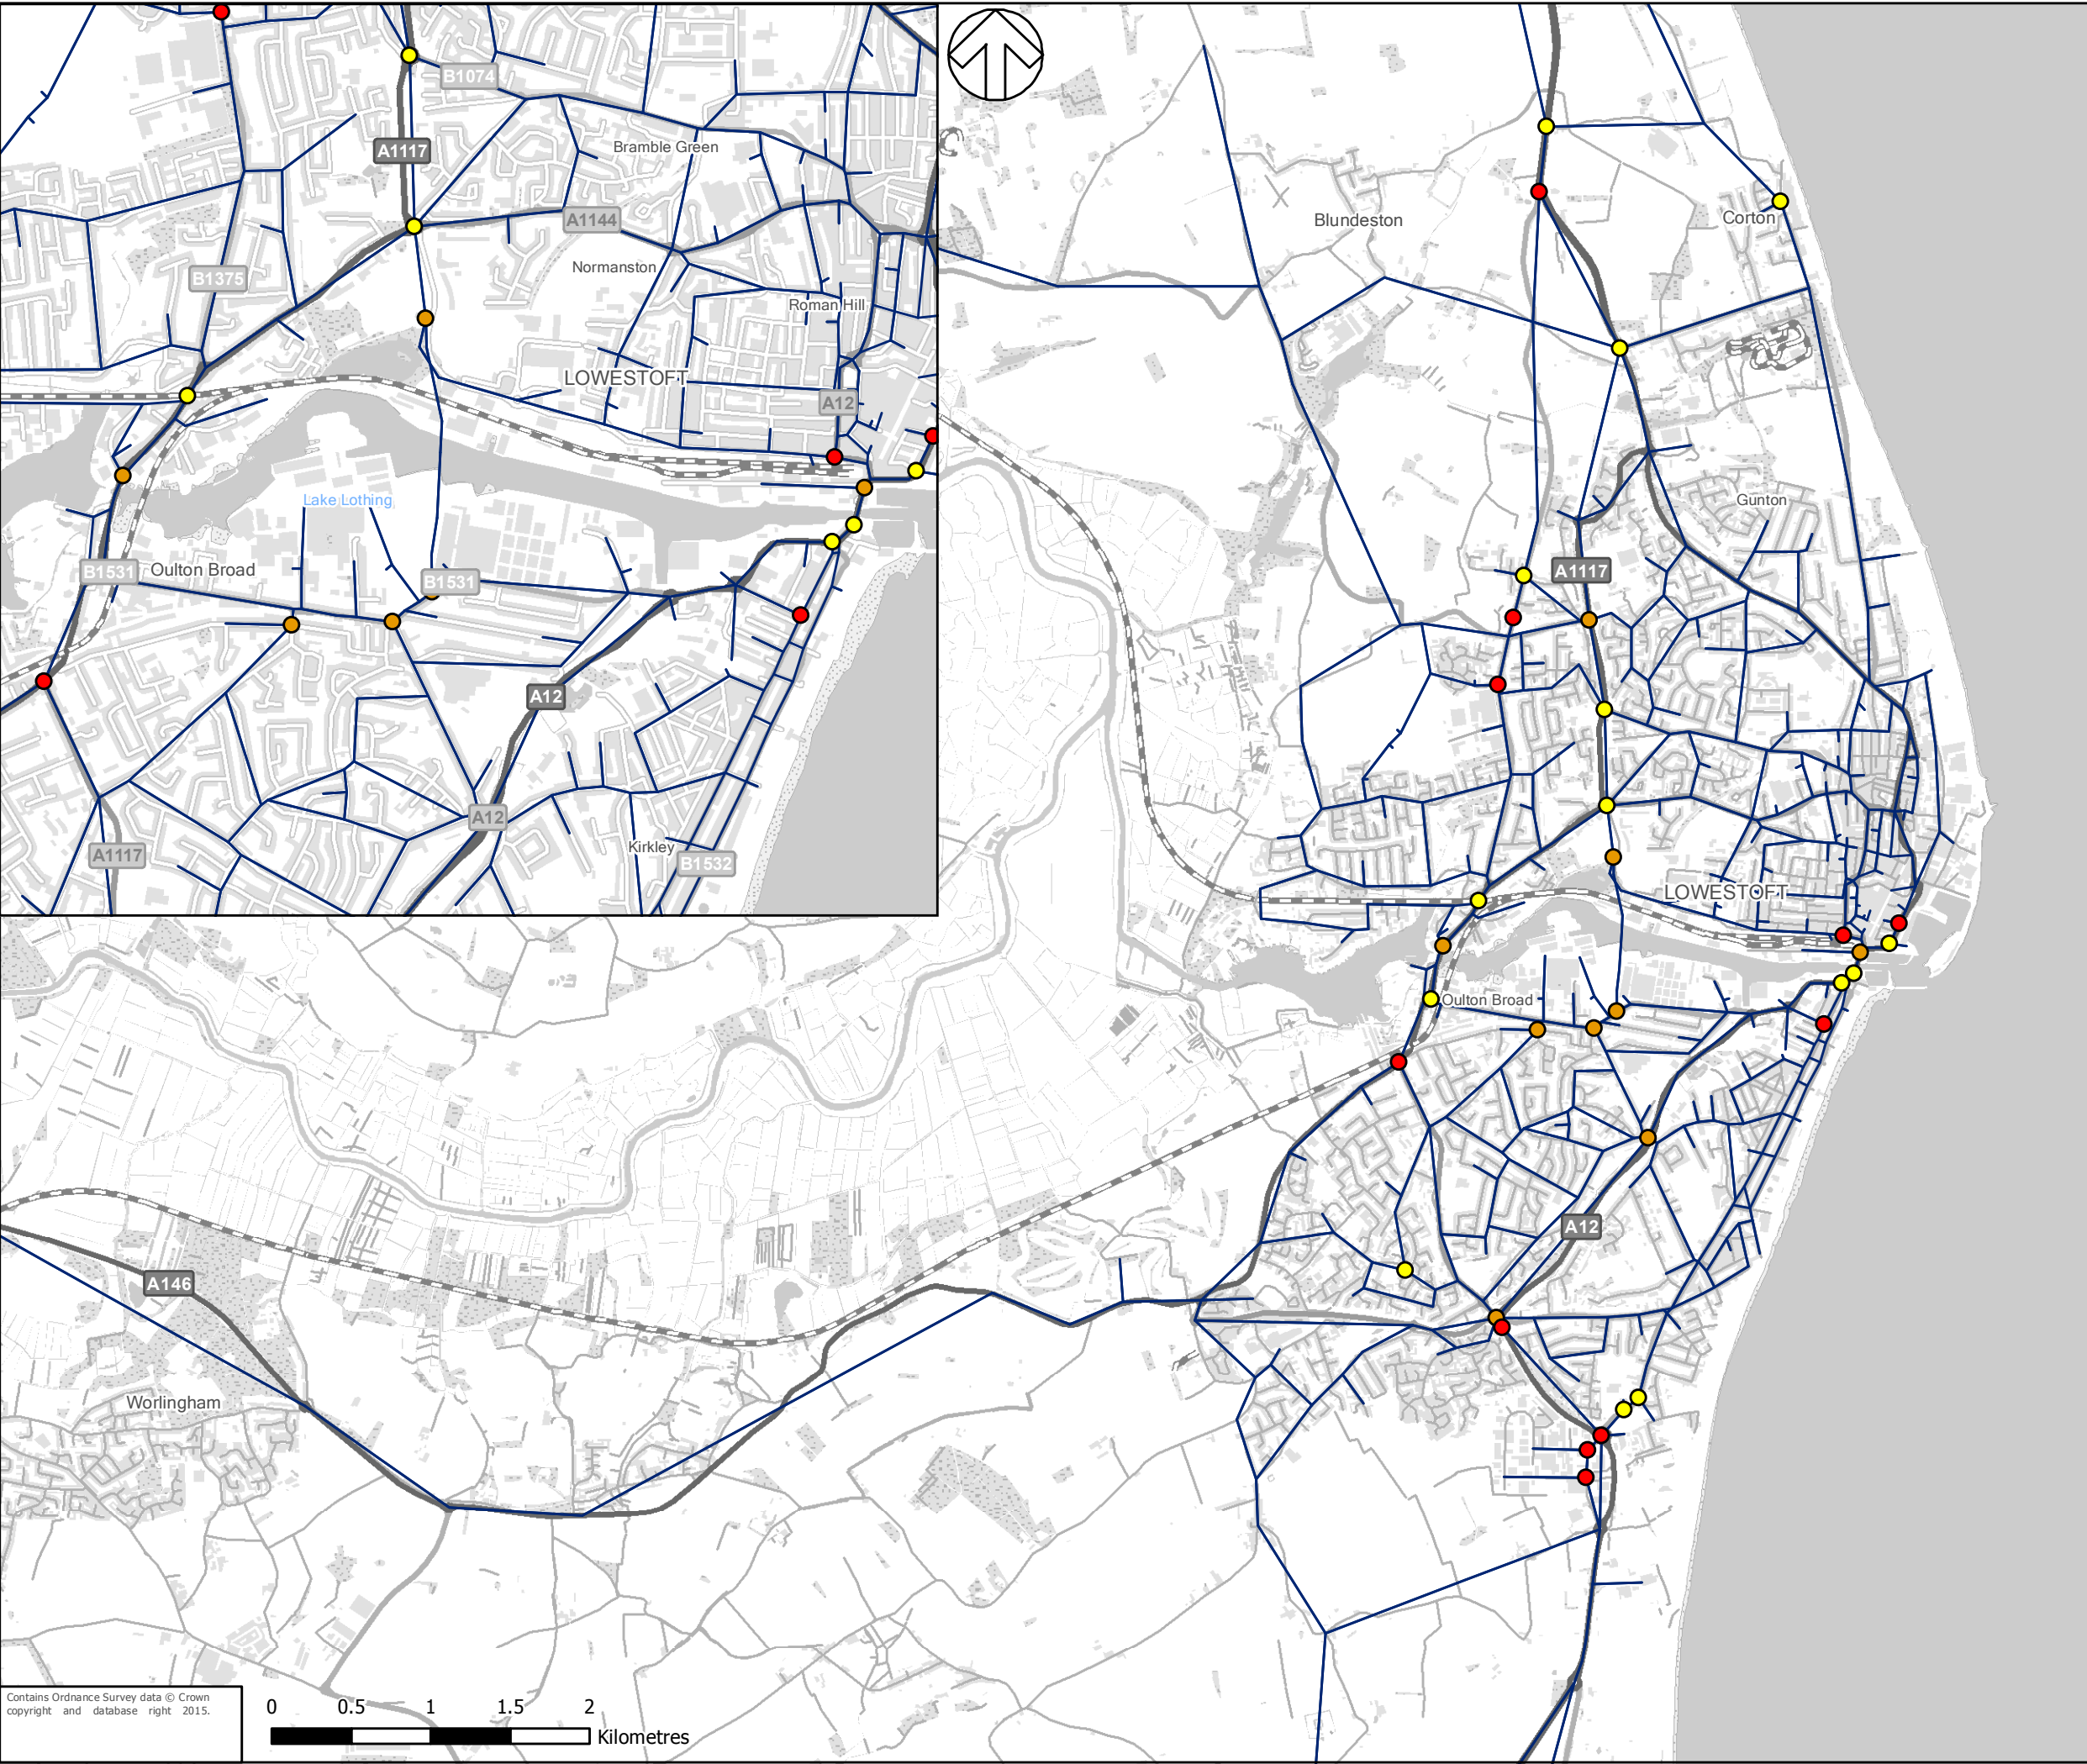 B1074
A1117
Bramble Green
A1144
Normanston
B1375
Roman Hill
LOWESTOFT
A12
Lake Lothing
Oulton Broad
B1531
B1531
A12
A12
Kirkley
A1117
B1532
Blundeston
Corton
Gunton
A1117
LOWESTOFT
Oulton Broad
A12
A146
Worlingham
Contains Ordnance Survey data © Crown
copyright and database right 2015.
0 0.5 1 1.5 2
Kilometres